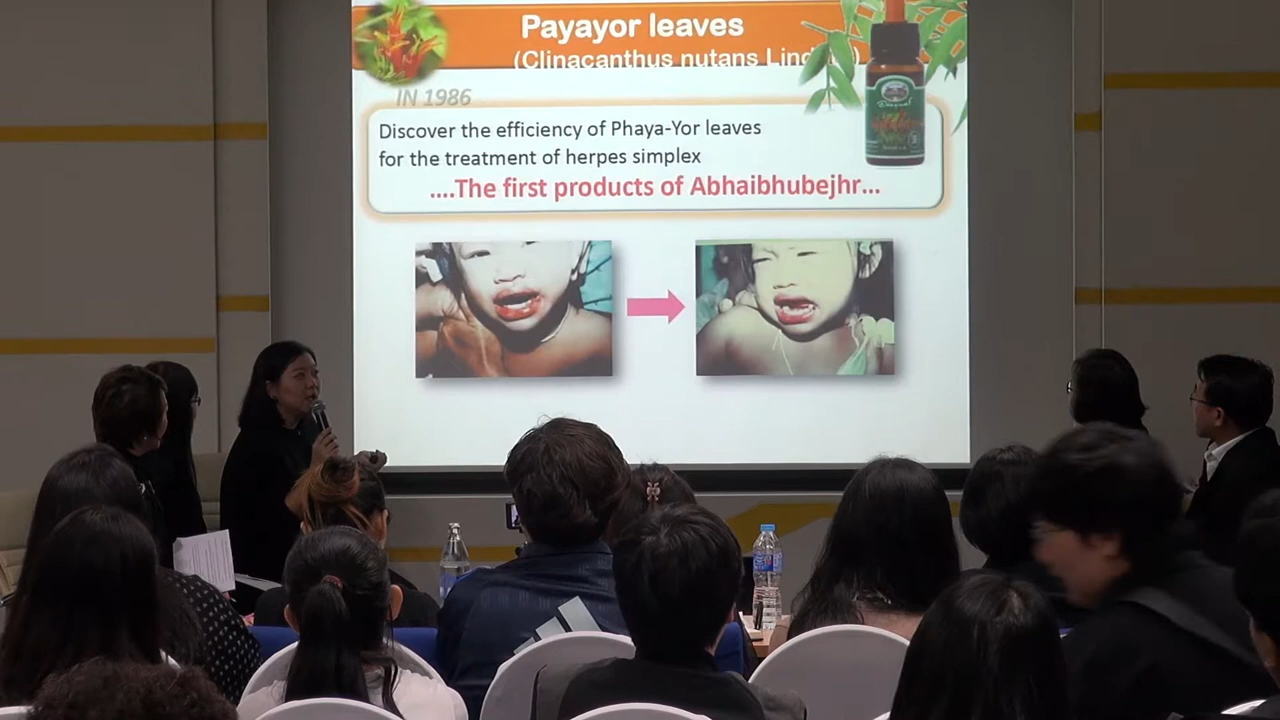 Payayor leaves
(Clinacanthus nutans
IN 1986
Discover the efficiency of Phaya-Yor leaves
for the treatment of herpes simplex
....The first products of Abhaibhubejhr...